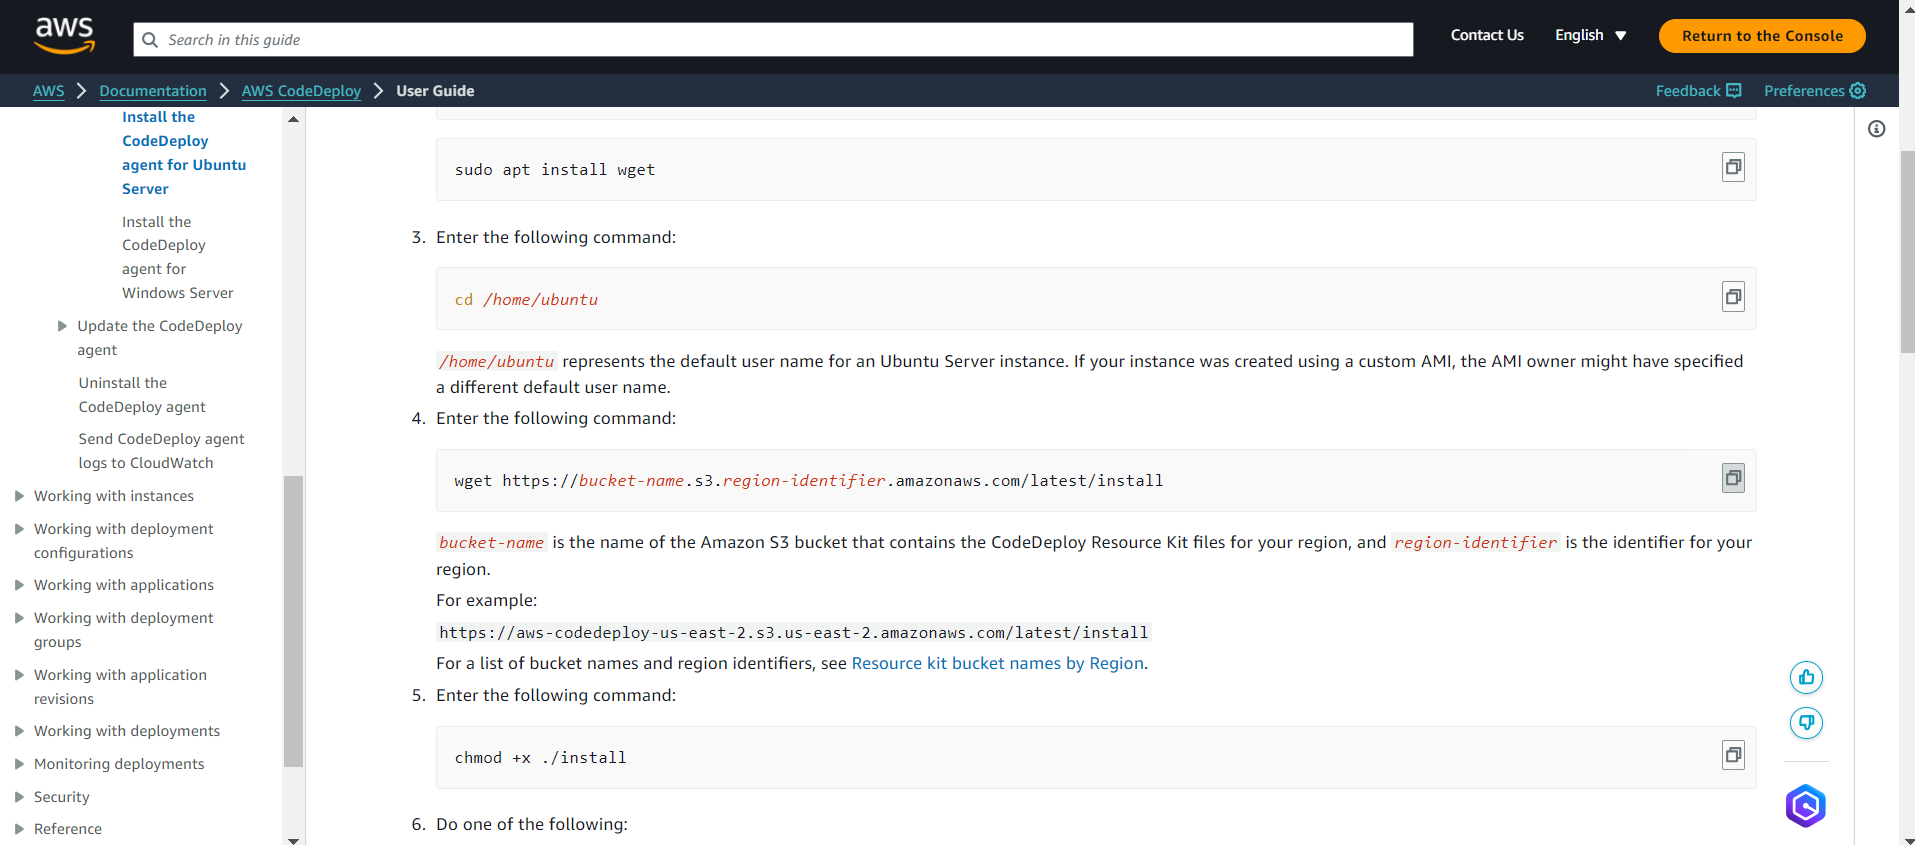 aws
Search in this guide
Contact Us
English
Return to the Console
AWS
Documentation
AWS CodeDeploy
User Guide
Feedback
Preferences
Install the
CodeDeploy
agent for Ubuntu
Server
Install the
CodeDeploy
agent for
Windows Server
Update the CodeDeploy
agent
Uninstall the
CodeDeploy agent
Send CodeDeploy agent
logs to CloudWatch
Working with instances
Working with deployment
configurations
Working with applications
Working with deployment
groups
Working with application
revisions
Working with deployments
Monitoring deployments
Security
Reference
sudo apt install wget
3. Enter the following command:
cd /home/ubuntu
/home/ubuntu represents the default user name for an Ubuntu Server instance. If your instance was created using a custom AMI, the AMI owner might have specified
a different default user name.
4. Enter the following command:
wget https://bucket-name.s3.region-identifier.amazonaws.com/latest/install
bucket-name is the name of the Amazon S3 bucket that contains the CodeDeploy Resource Kit files for your region, and region-identifier is the identifier for your
region.
For example:
https://aws-codedeploy-us-east-2.s3.us-east-2.amazonaws.com/latest/install
For a list of bucket names and region identifiers, see Resource kit bucket names by Region.
5. Enter the following command:
chmod +x ./install
6. Do one of the following: